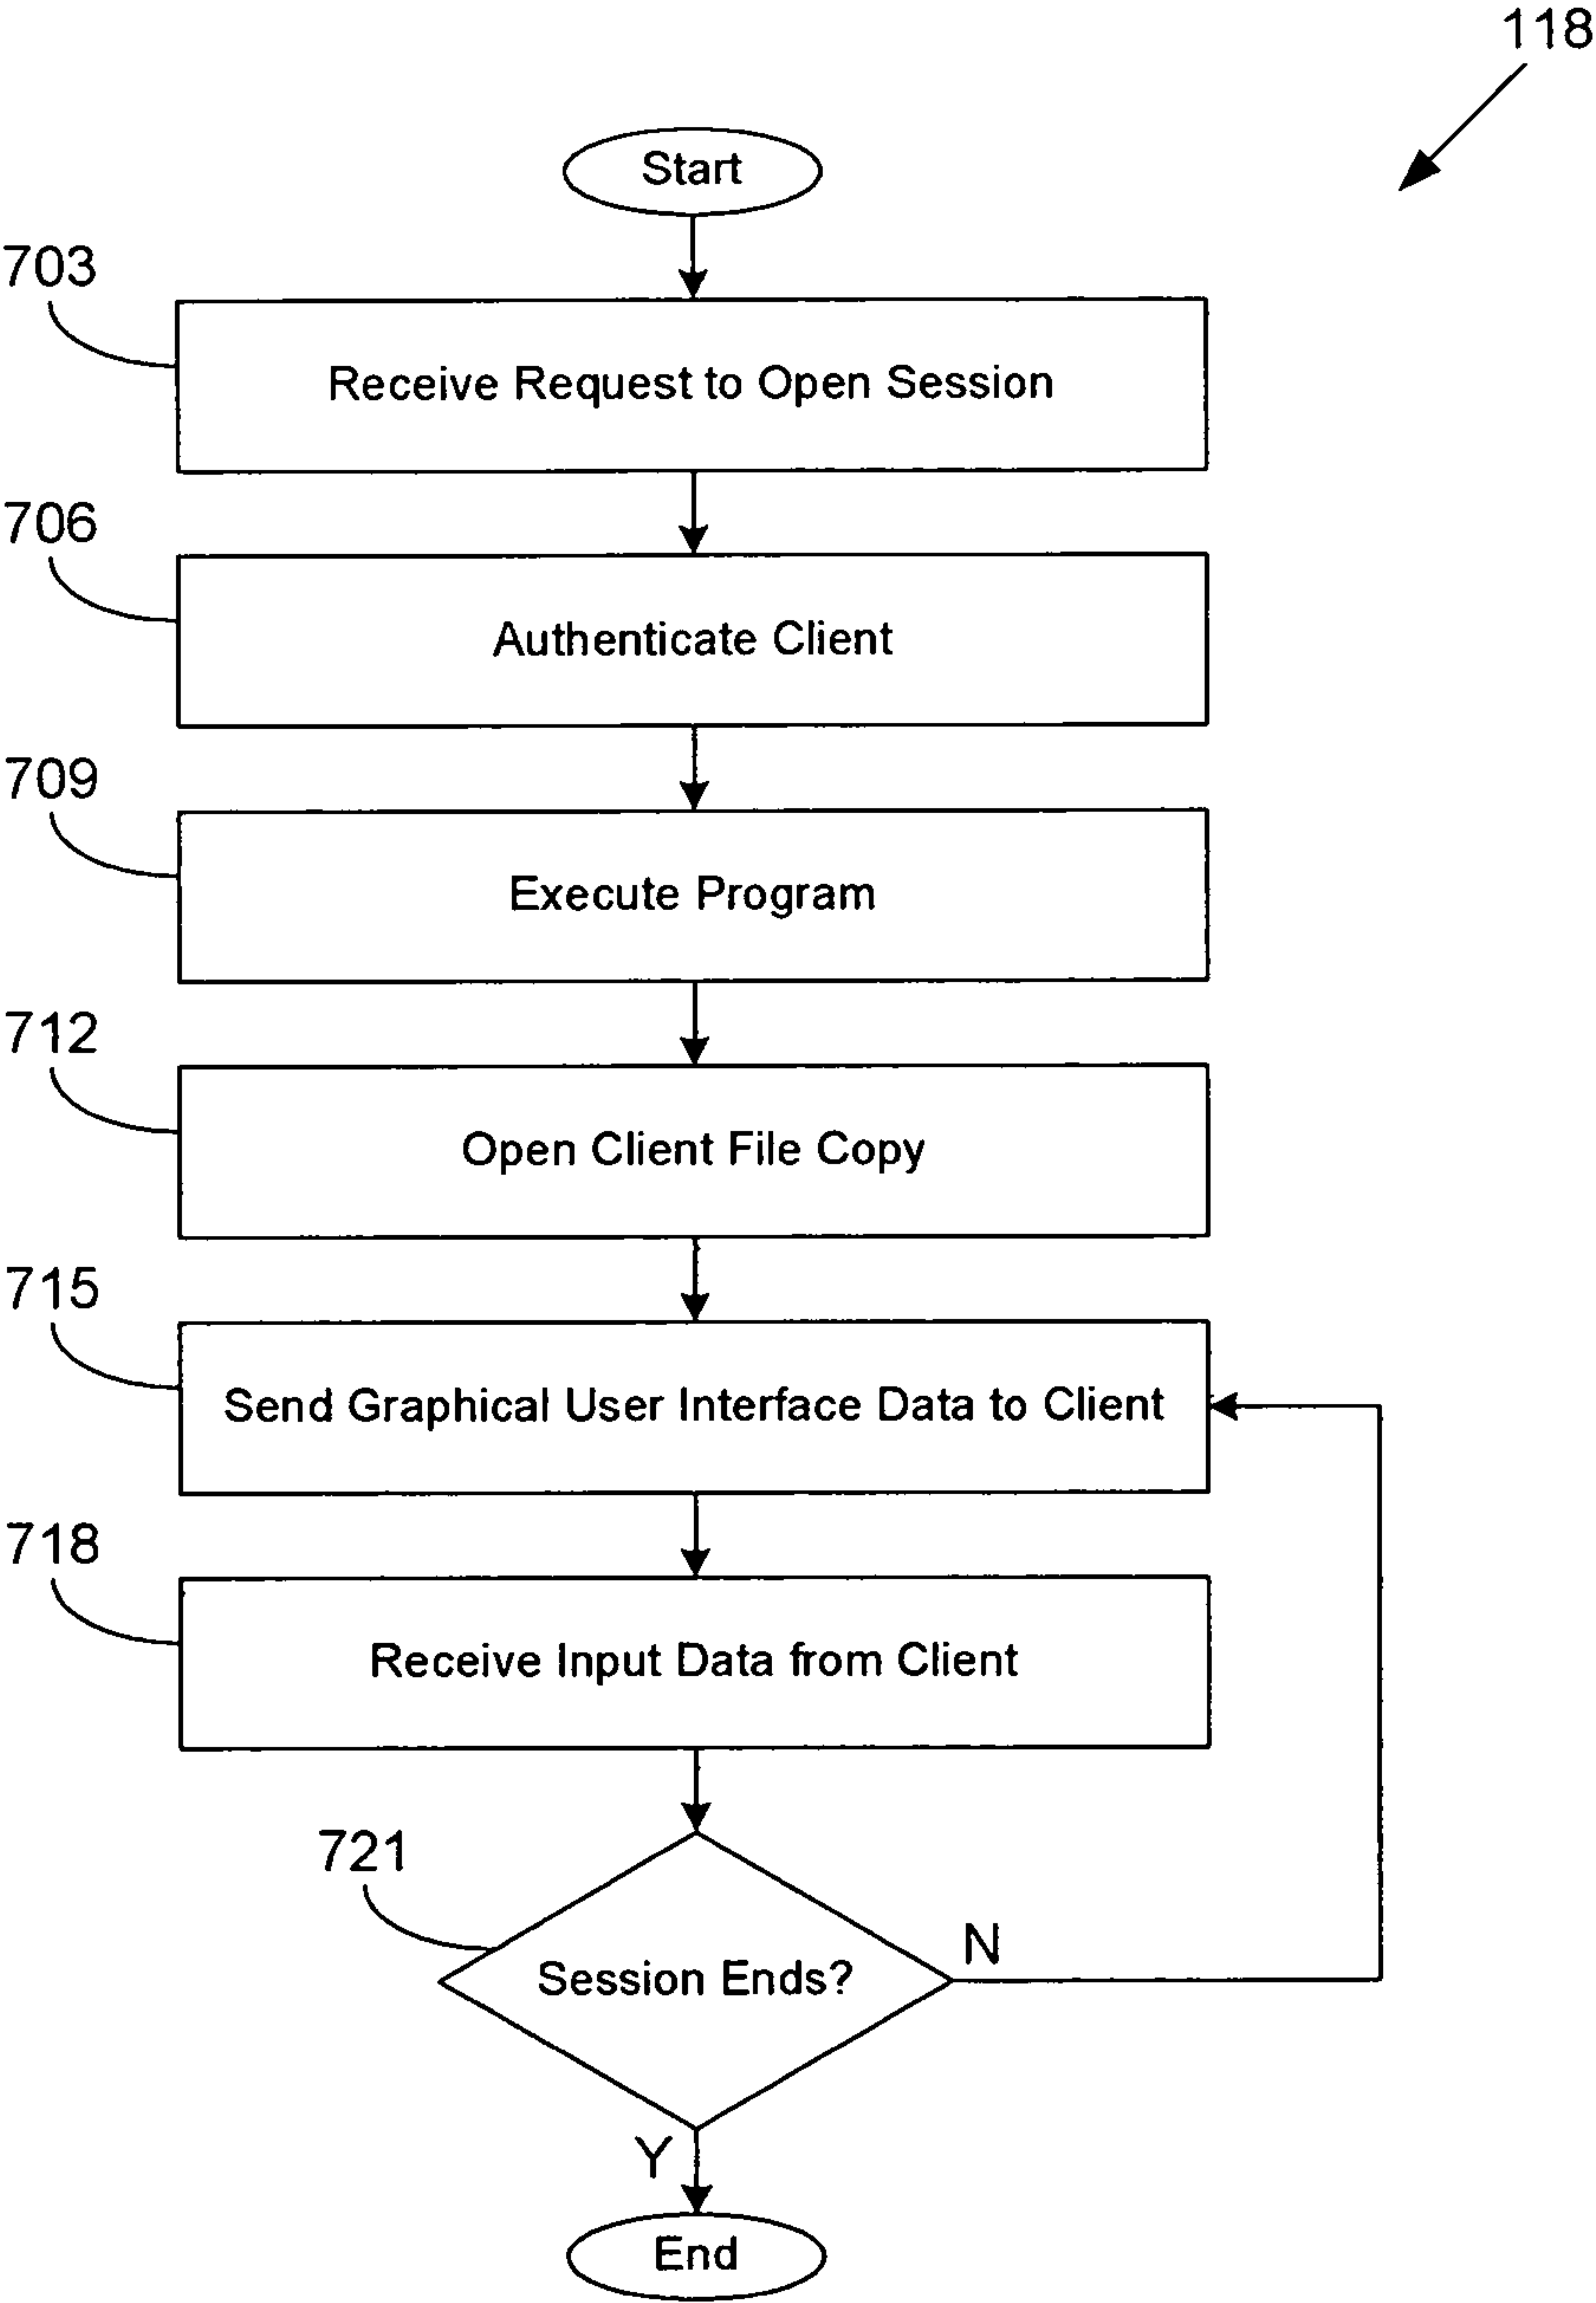 118
Start
703
Receive Request to Open Session
706
Authenticate Client
709
Execute Program
712
Open Client File Copy
715
Send Graphical User Interface Data to Client
718
Receive Input Data from Client
721
N
Session Ends?
Y
End